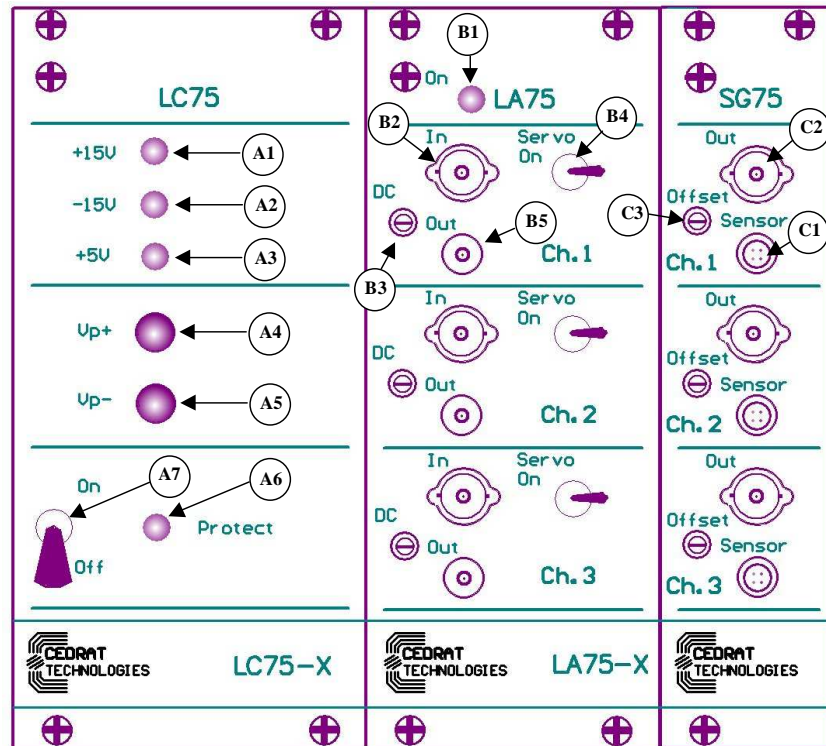 LC75
+15V
A1
-15V
A2
+5V
A3
Vp+
A4
Vp-
A5
On
A7
A6
Protect
Off
CEDRAT
TECHNOLOGIES
LC75-X
B1
On
LA75
B2
In
Servo
On
B4
DC
Out
B5
B3
Ch.1
In
Servo
On
DC
Out
Ch.2
In
Servo
On
DC
Out
Ch.3
CEDRAT
TECHNOLOGIES
LA75-X
SG75
Out
C2
Offset
C3
Sensor
C1
Ch.1
Out
Offset
Sensor
Ch.2
Out
Offset
Sensor
Ch.3
CEDRAT
TECHNOLOGIES